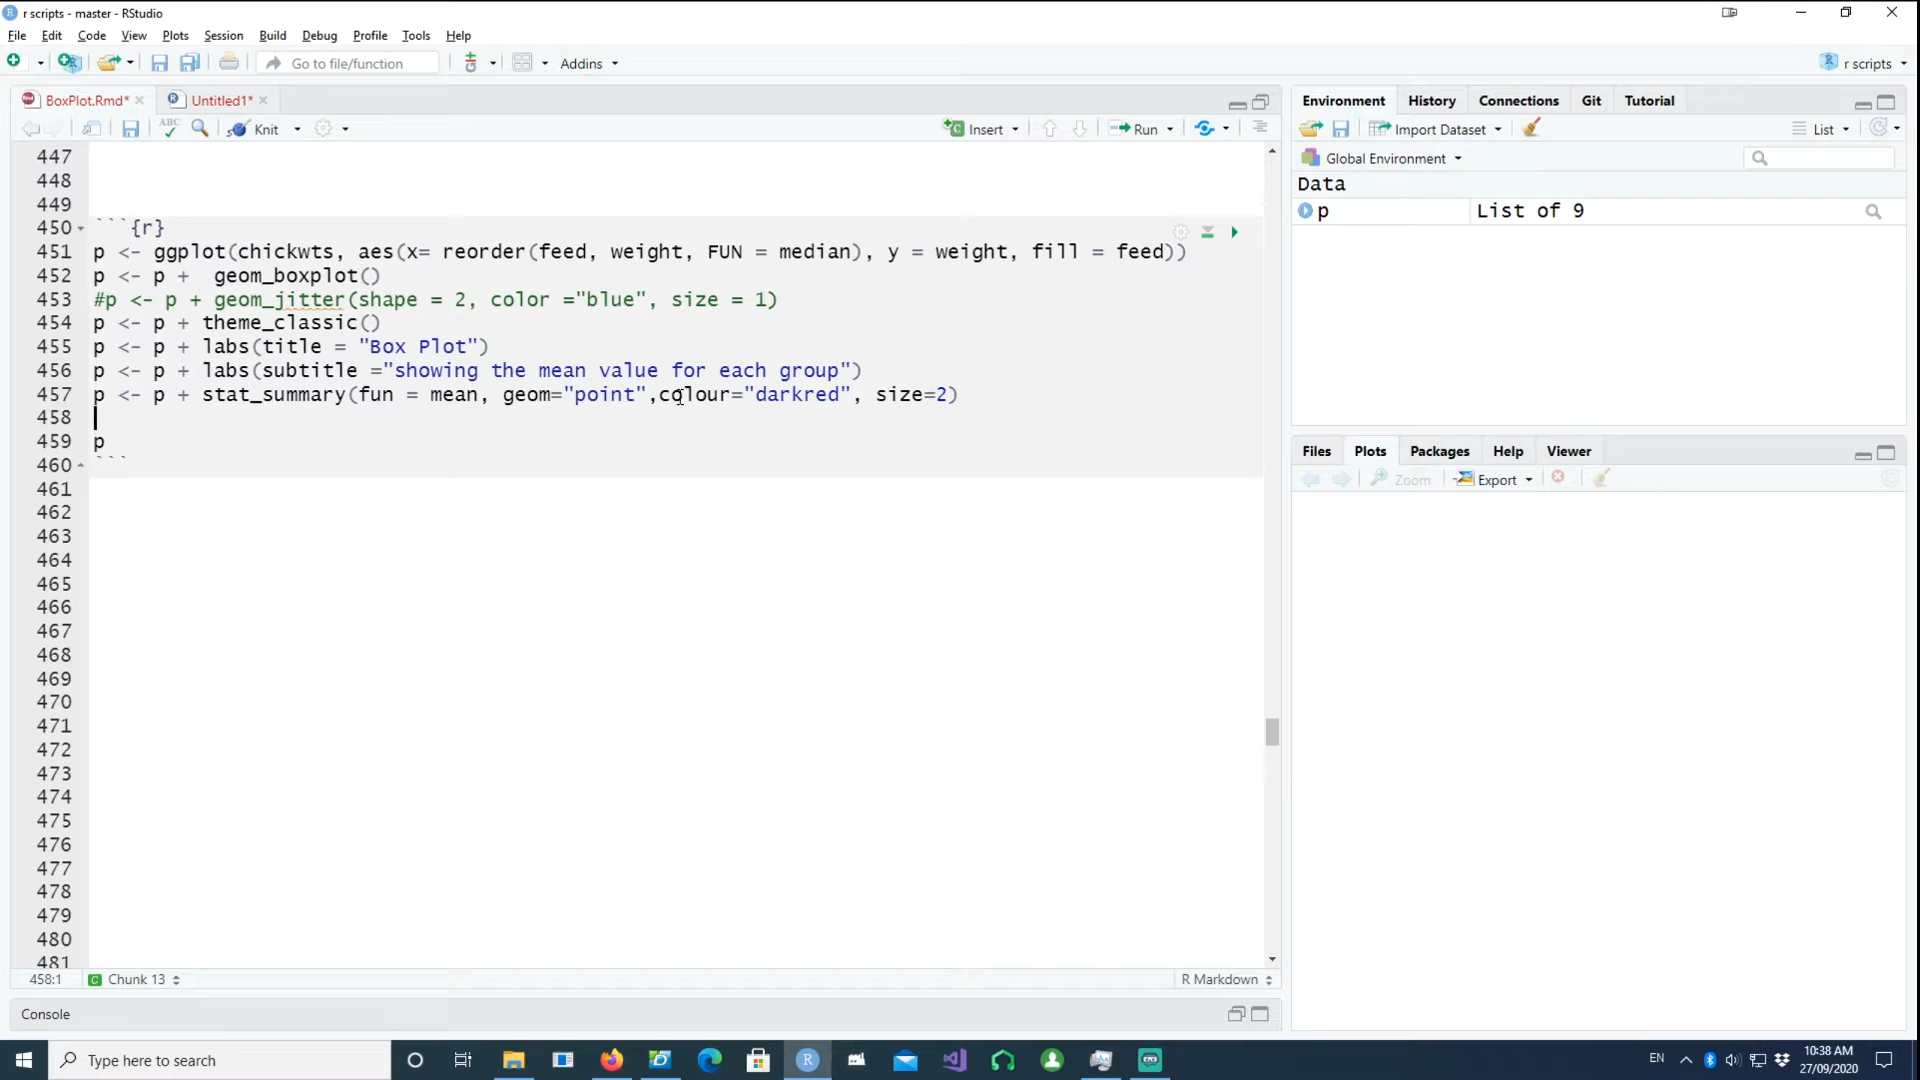 r scripts - master - RStudio
File Edit Code View Plots Session Build Debug Profile Tools Help
Go to file/function Addins r scripts
BoxPlot.Rmd* Untitled1*
ABC Knit Insert Run
447
448
449
450 ```{r}
451 p <- ggplot(chickwts, aes(x= reorder(feed, weight, FUN = median), y = weight, fill = feed))
452 p <- p +  geom_boxplot()
453 #p <- p + geom_jitter(shape = 2, color ="blue", size = 1)
454 p <- p + theme_classic()
455 p <- p + labs(title = "Box Plot")
456 p <- p + labs(subtitle ="showing the mean value for each group")
457 p <- p + stat_summary(fun = mean, geom="point",colour="darkred", size=2)
458
459 p
460 ```
461
462
463
464
465
466
467
468
469
470
471
472
473
474
475
476
477
478
479
480
481
458:1 Chunk 13 R Markdown
Console
Environment History Connections Git Tutorial
Import Dataset List
Global Environment
Data
p List of 9
Files Plots Packages Help Viewer
Zoom Export
Type here to search
EN
10:38 AM
27/09/2020